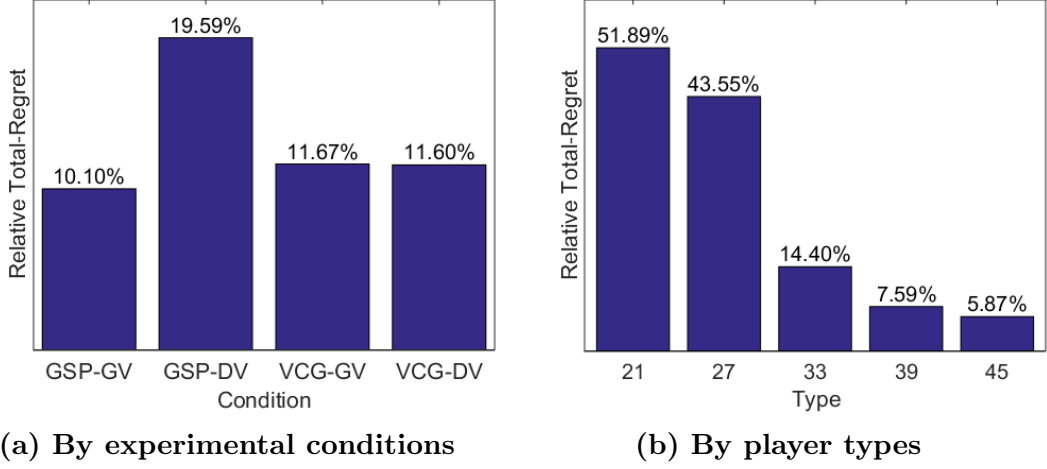 Relative Total-Regret
19.59%
10.10%
11.67%
11.60%
GSP-GV GSP-DV VCG-GV VCG-DV
Condition
(a) By experimental conditions
Relative Total-Regret
51.89%
43.55%
14.40%
7.59%
5.87%
21 27 33 39 45
Type
(b) By player types